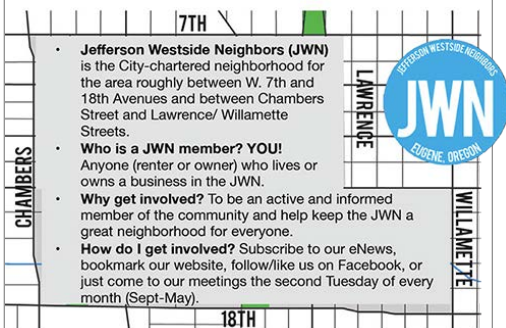 7TH
• Jefferson Westside Neighbors (JWN)
is the City-chartered neighborhood for
the area roughly between W. 7th and
18th Avenues and between Chambers
Street and Lawrence/ Willamette
Streets.
• Who is a JWN member? YOU!
Anyone (renter or owner) who lives or
owns a business in the JWN.
• Why get involved? To be an active and informed
member of the community and help keep the JWN a
great neighborhood for everyone.
• How do I get involved? Subscribe to our eNews,
bookmark our website, follow/like us on Facebook, or
just come to our meetings the second Tuesday of every
month (Sept-May).
CHAMBERS
LAWRENCE
JEFFERSON WESTSIDE NEIGHBORS
JWN
EUGENE, OREGON
WILLAMETTE
18TH